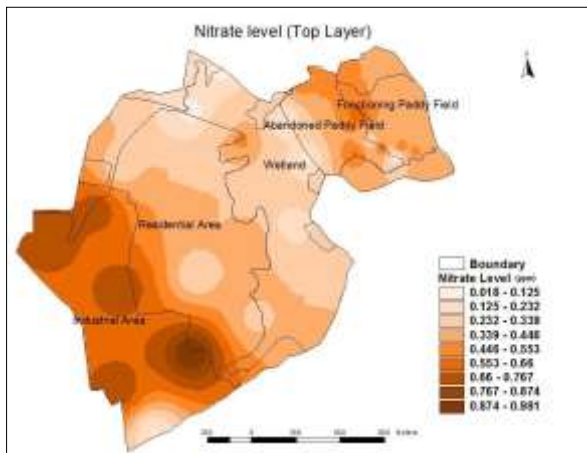 Nitrate level (Top Layer)
Functioning Paddy Field
Abandoned Paddy Field
Wetland
Residential Area
Industrial Area
Boundary
Nitrate Level (ppm)
0.018 - 0.125
0.125 - 0.232
0.232 - 0.339
0.339 - 0.446
0.446 - 0.553
0.553 - 0.66
0.66 - 0.767
0.767 - 0.874
0.874 - 0.981